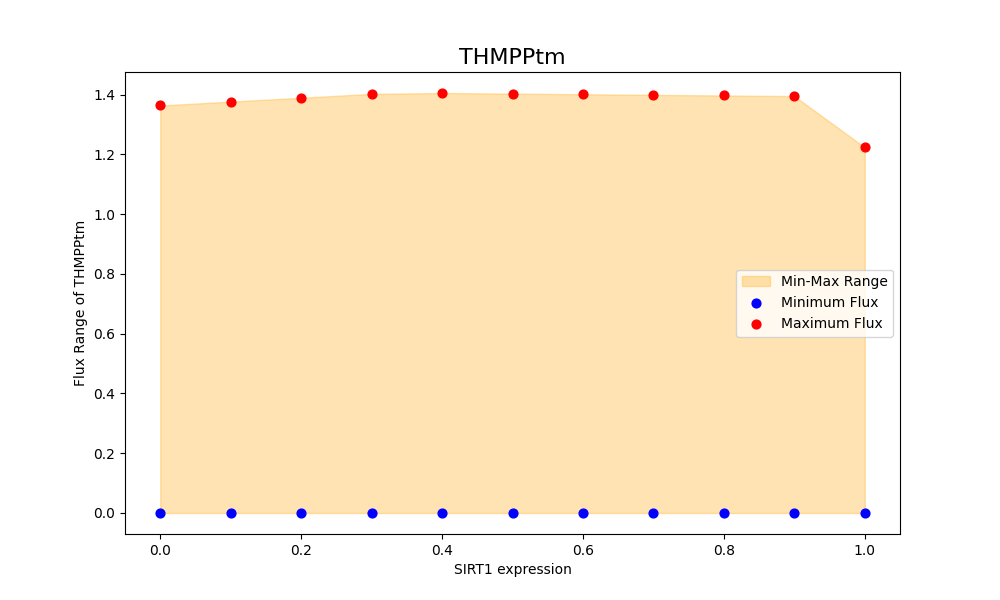 THMPPtm
Flux Range of THMPPtm
1.4
1.2
1.0
0.8
0.6
0.4
0.2
0.0
Min-Max Range
Minimum Flux
Maximum Flux
0.0 0.2 0.4 0.6 0.8 1.0
SIRT1 expression